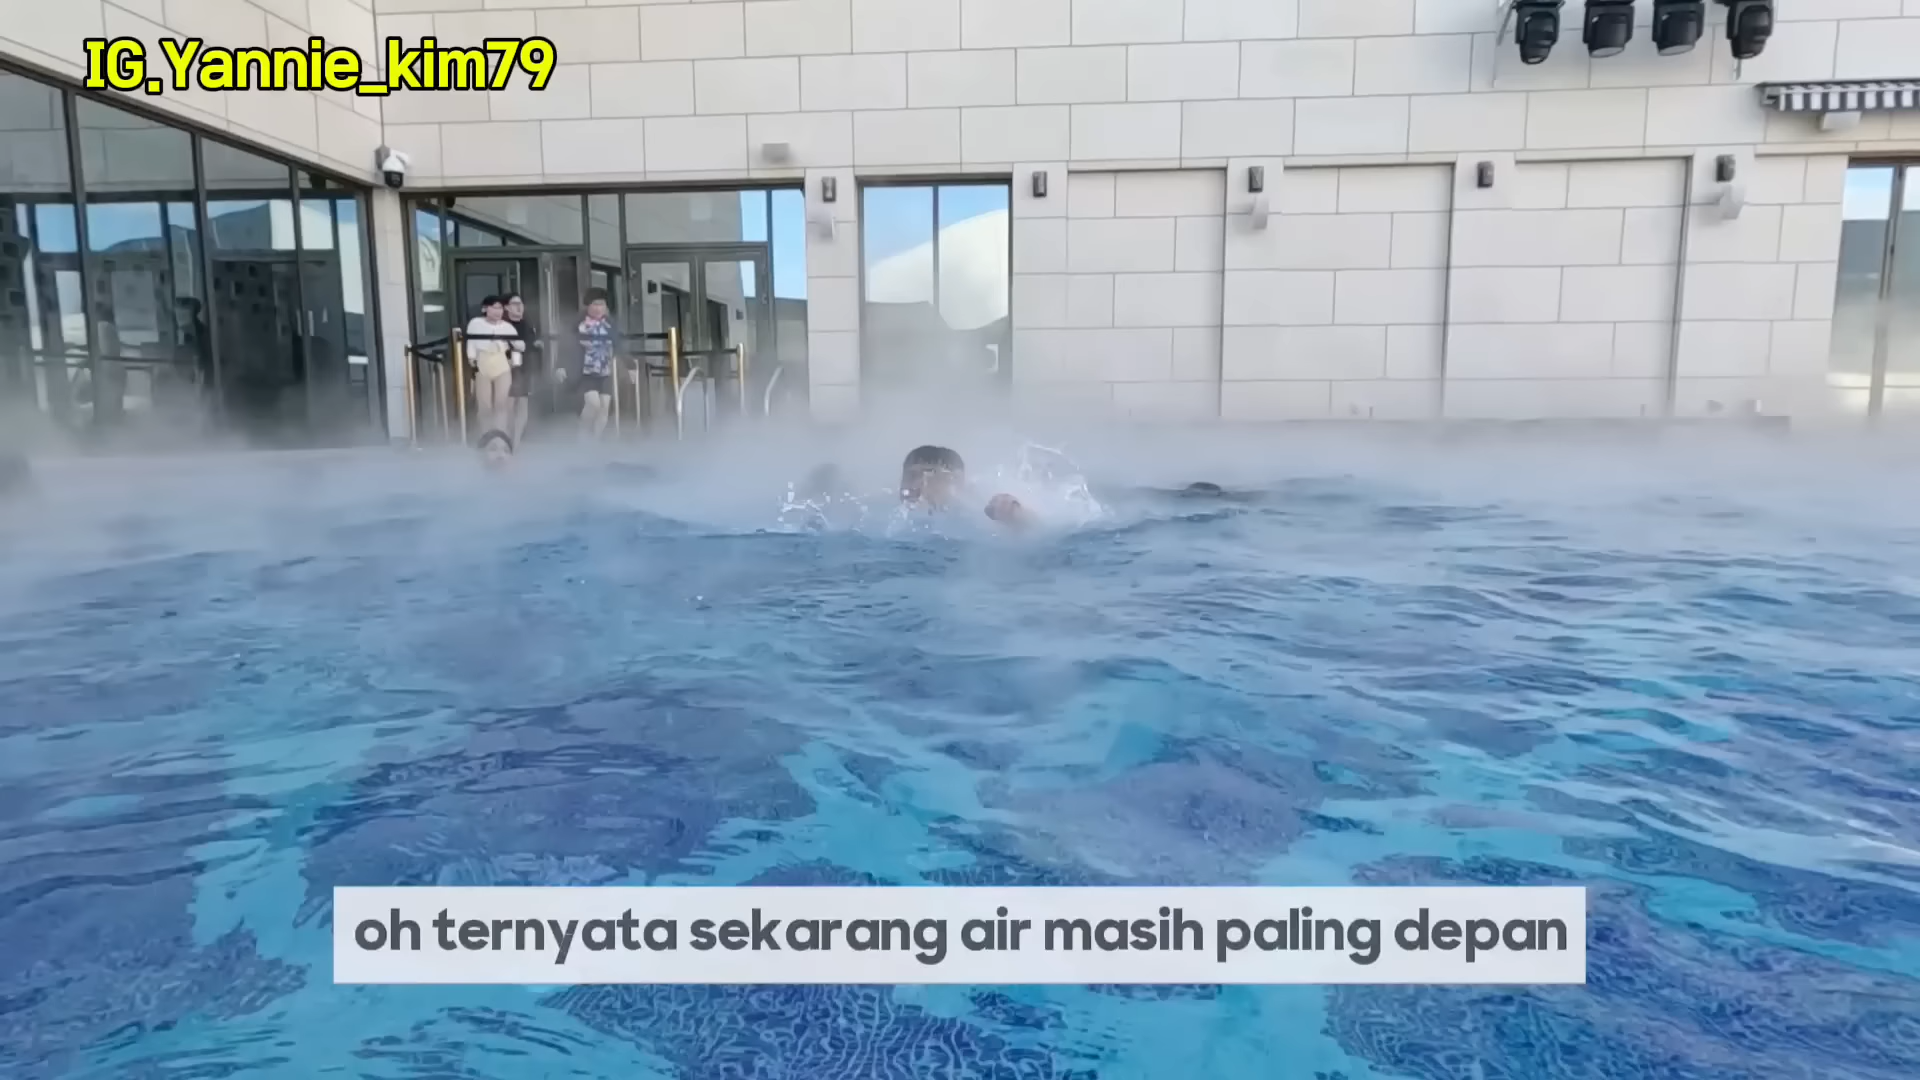 IG.Yannie_kim79
oh ternyata sekarang air masih paling depan